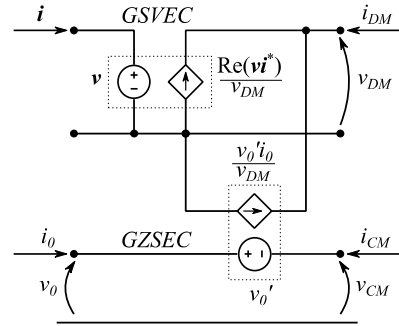 i GSVEC i_DM
v + − Re(vi*) / v_DM v_DM
v_0'i_0 / v_DM
i_0 GZSEC i_CM
+ −
v_0 v_0' v_CM